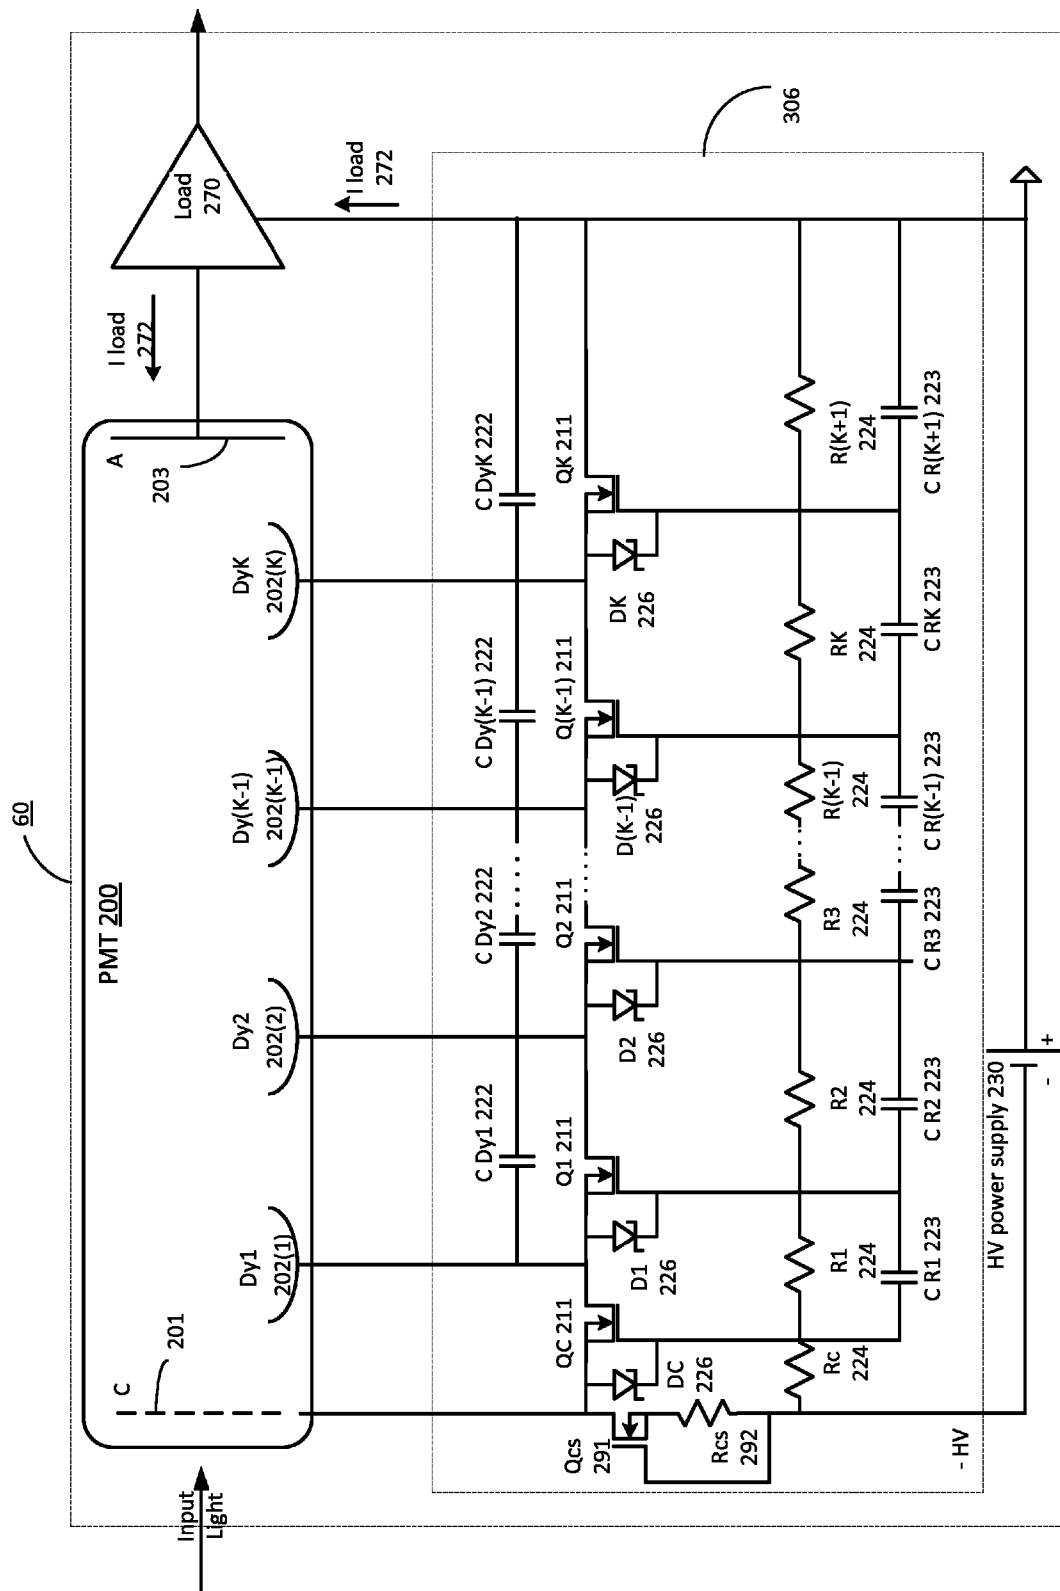 60
Input
Light
PMT 200
C
201
Dy1
202(1)
Dy2
202(2)
Dy(K-1)
202(K-1)
DyK
202(K)
A
203
I load
272
Load
270
I load
272
306
C Dy1 222
C Dy2 222
C Dy(K-1) 222
C DyK 222
Qcs
291
QC 211
Q1 211
Q2 211
Q(K-1) 211
QK 211
DC
226
D1
226
D2
226
D(K-1)
226
DK
226
Rcs
292
Rc
224
R1
224
R2
224
R3
224
R(K-1)
224
RK
224
R(K+1)
224
C R1 223
C R2 223
C R3 223
C R(K-1) 223
C RK 223
C R(K+1) 223
- HV
HV power supply 230
-
+